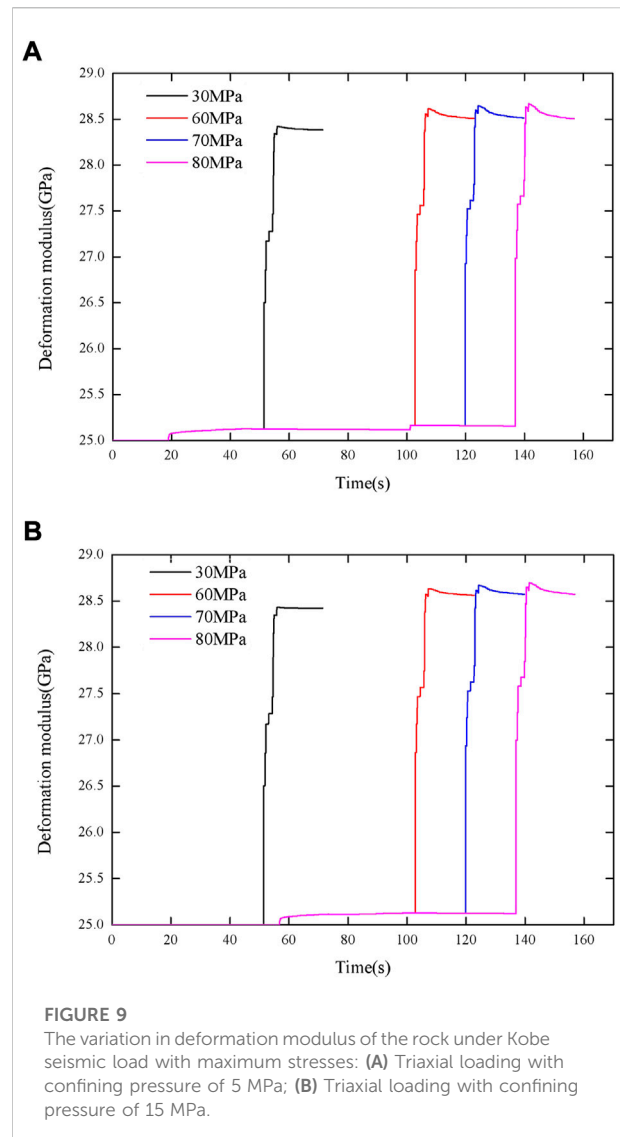 A
29.0
28.5
28.0
27.5
27.0
26.5
26.0
25.5
25.0
Deformation modulus(GPa)
30MPa
60MPa
70MPa
80MPa
0 20 40 60 80 100 120 140 160
Time(s)
B
29.0
28.5
28.0
27.5
27.0
26.5
26.0
25.5
25.0
Deformation modulus(GPa)
30MPa
60MPa
70MPa
80MPa
0 20 40 60 80 100 120 140 160
Time(s)
FIGURE 9
The variation in deformation modulus of the rock under Kobe
seismic load with maximum stresses: (A) Triaxial loading with
confining pressure of 5 MPa; (B) Triaxial loading with confining
pressure of 15 MPa.